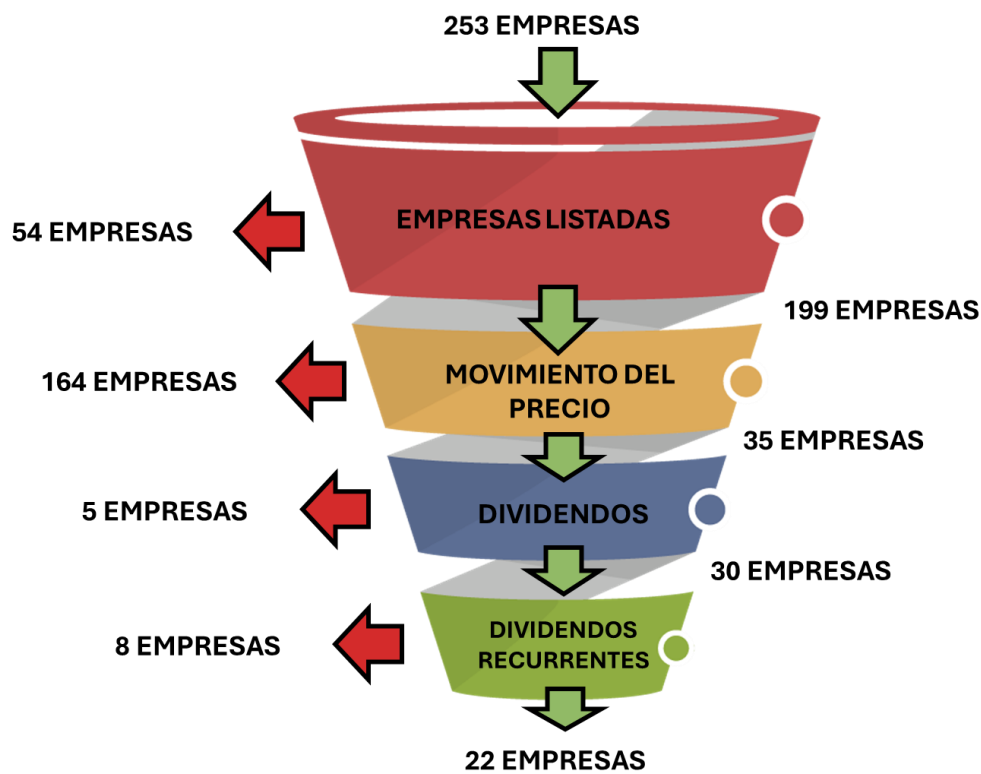 253 EMPRESAS
EMPRESAS LISTADAS
54 EMPRESAS
199 EMPRESAS
MOVIMIENTO DEL
PRECIO
164 EMPRESAS
35 EMPRESAS
DIVIDENDOS
5 EMPRESAS
30 EMPRESAS
DIVIDENDOS
RECURRENTES
8 EMPRESAS
22 EMPRESAS